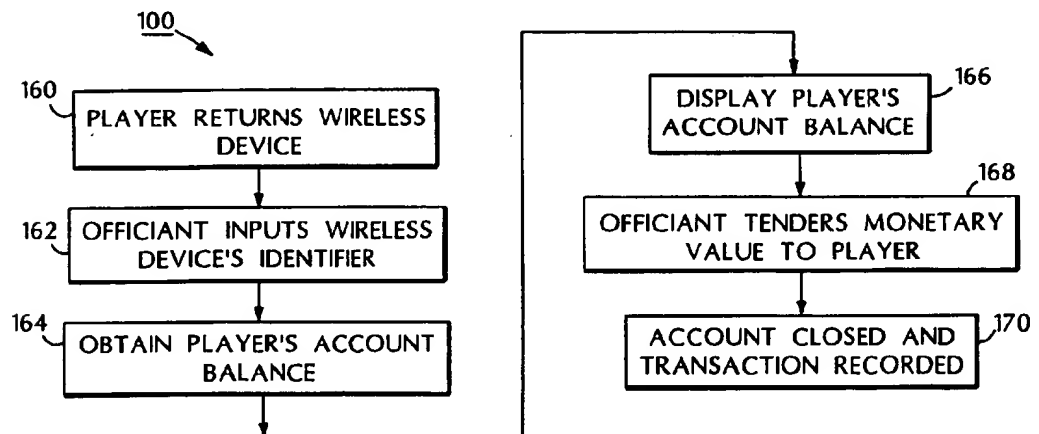 100
160
PLAYER RETURNS WIRELESS
DEVICE
162
OFFICIANT INPUTS WIRELESS
DEVICE'S IDENTIFIER
164
OBTAIN PLAYER'S ACCOUNT
BALANCE
166
DISPLAY PLAYER'S
ACCOUNT BALANCE
168
OFFICIANT TENDERS MONETARY
VALUE TO PLAYER
170
ACCOUNT CLOSED AND
TRANSACTION RECORDED